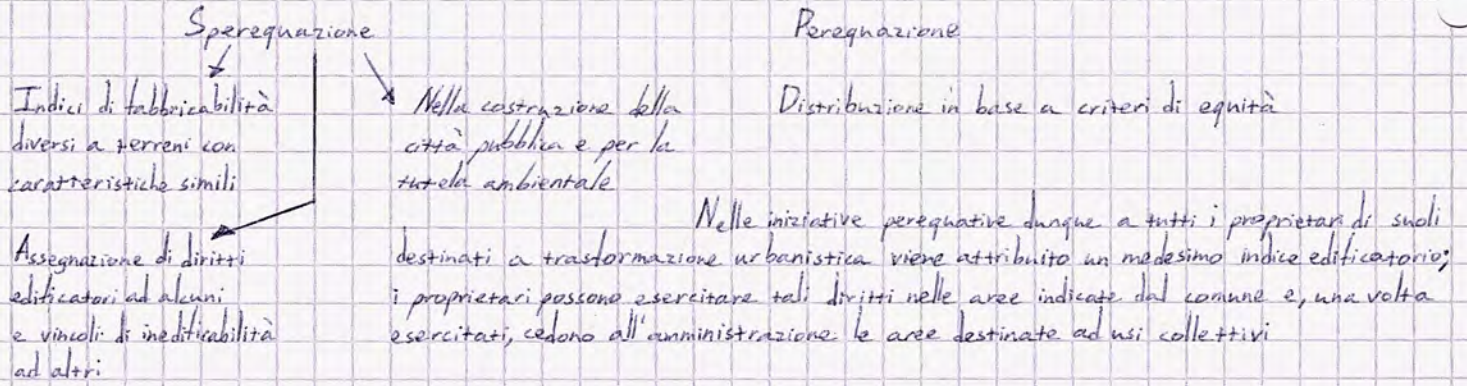 Sperequazione
Perequazione
Indici di fabbricabilità
diversi a terreni con
caratteristiche simili
Nella costruzione della
città pubblica e per la
tutela ambientale
Distribuzione in base a criteri di equità
Assegnazione di diritti
edificatori ad alcuni
e vincoli di inedificabilità
ad altri
Nelle iniziative perequative dunque a tutti i proprietari di suoli
destinati a trasformazione urbanistica viene attribuito un medesimo indice edificatorio;
i proprietari possono esercitare tali diritti nelle aree indicate dal comune e, una volta
esercitati, cedono all'amministrazione le aree destinate ad usi collettivi